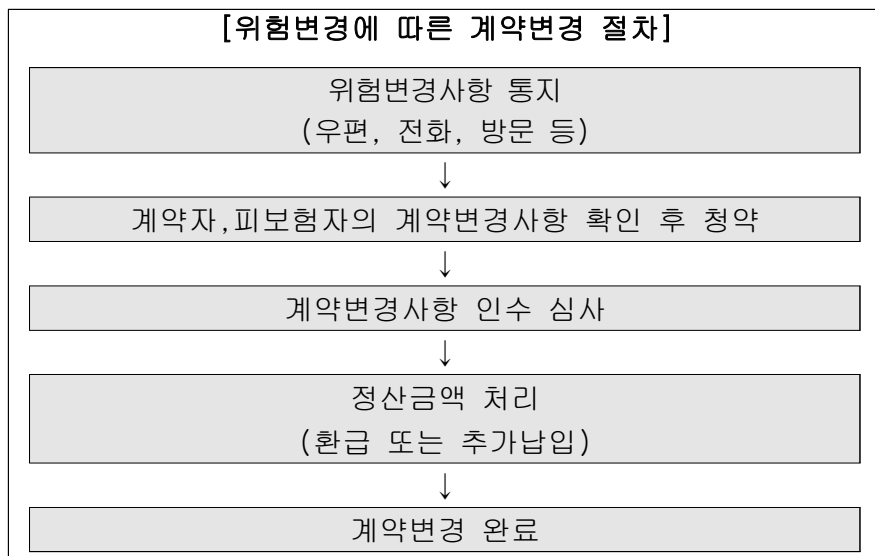 [위험변경에 따른 계약변경 절차]
위험변경사항 통지
(우편, 전화, 방문 등)
↓
계약자,피보험자의 계약변경사항 확인 후 청약
↓
계약변경사항 인수 심사
↓
정산금액 처리
(환급 또는 추가납입)
↓
계약변경 완료